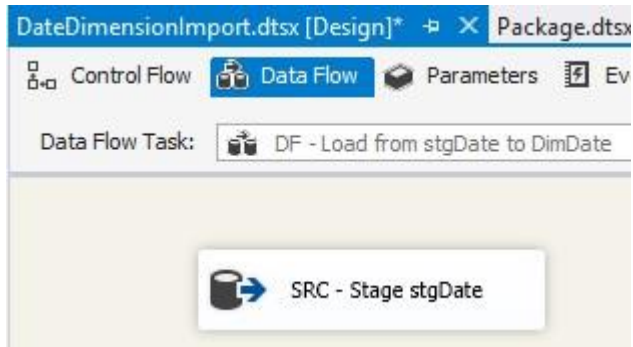 DateDimensionImport.dtsx [Design]* Package.dtsx
Control Flow Data Flow Parameters Ev
Data Flow Task: DF - Load from stgDate to DimDate
SRC - Stage stgDate